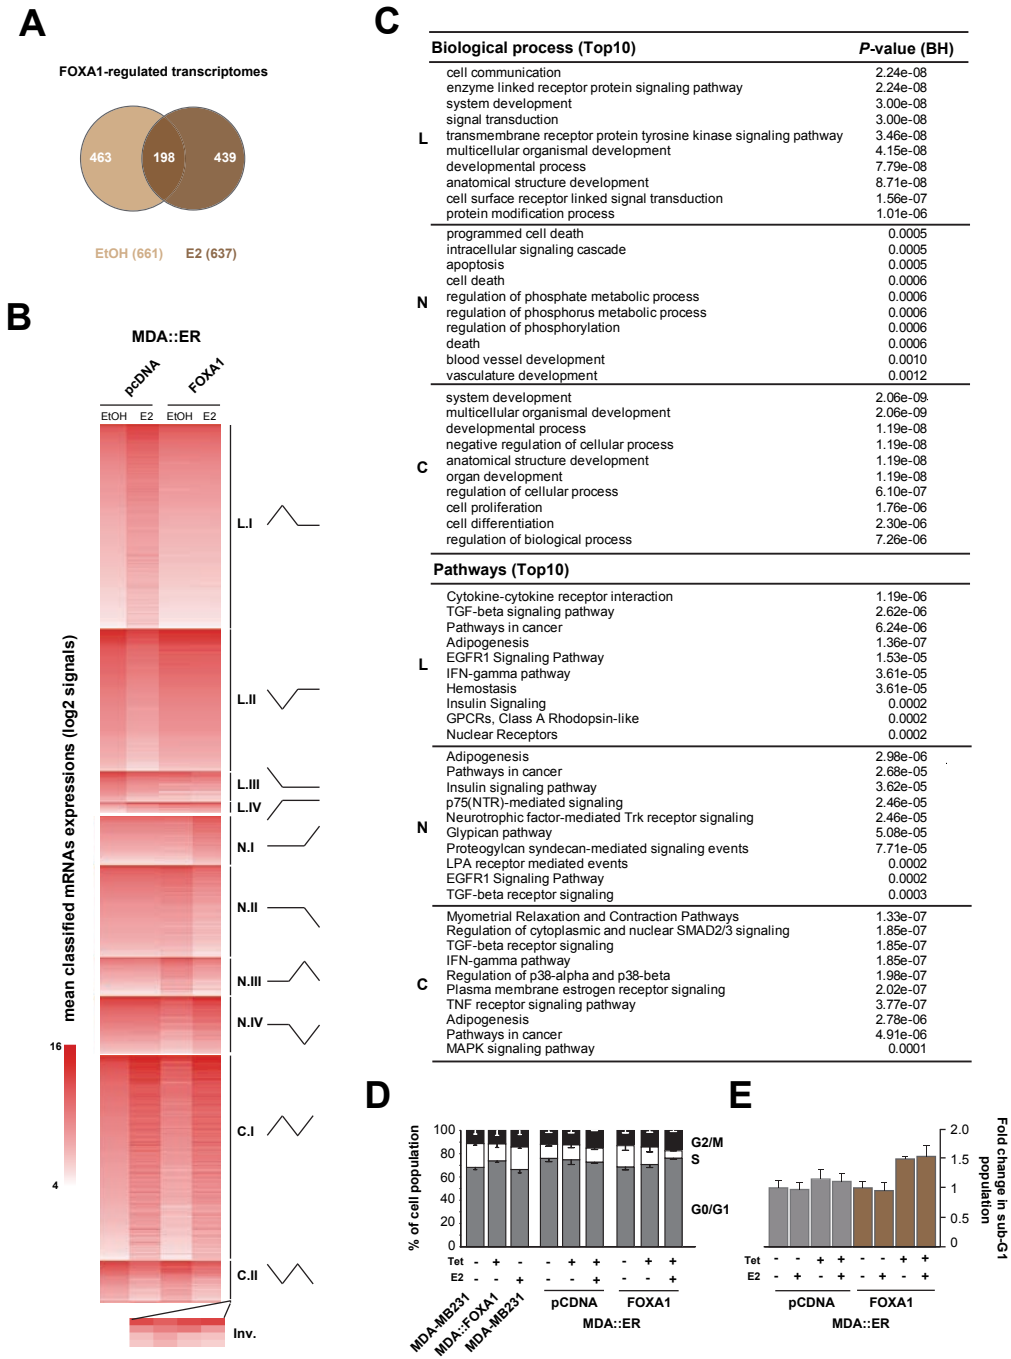 A
FOXA1-regulated transcriptomes
463 198 439
EtOH (661) E2 (637)
B
MDA::ER
pcDNA FOXA1
EtOH E2 EtOH E2
L.I
L.II
L.III
L.IV
N.I
N.II
N.III
N.IV
C.I
C.II
Inv.
mean classified mRNAs expressions (log2 signals)
16
4
C
Biological process (Top10) P-value (BH)
L
cell communication 2.24e-08
enzyme linked receptor protein signaling pathway 2.24e-08
system development 3.00e-08
signal transduction 3.00e-08
transmembrane receptor protein tyrosine kinase signaling pathway 3.46e-08
multicellular organismal development 4.15e-08
developmental process 7.79e-08
anatomical structure development 8.71e-08
cell surface receptor linked signal transduction 1.56e-07
protein modification process 1.01e-06
N
programmed cell death 0.0005
intracellular signaling cascade 0.0005
apoptosis 0.0005
cell death 0.0006
regulation of phosphate metabolic process 0.0006
regulation of phosphorus metabolic process 0.0006
regulation of phosphorylation 0.0006
death 0.0006
blood vessel development 0.0010
vasculature development 0.0012
C
system development 2.06e-09
multicellular organismal development 2.06e-09
developmental process 1.19e-08
negative regulation of cellular process 1.19e-08
anatomical structure development 1.19e-08
organ development 1.19e-08
regulation of cellular process 6.10e-07
cell proliferation 1.76e-06
cell differentiation 2.30e-06
regulation of biological process 7.26e-06
Pathways (Top10)
L
Cytokine-cytokine receptor interaction 1.19e-06
TGF-beta signaling pathway 2.62e-06
Pathways in cancer 6.24e-06
Adipogenesis 1.36e-07
EGFR1 Signaling Pathway 1.53e-05
IFN-gamma pathway 3.61e-05
Hemostasis 3.61e-05
Insulin Signaling 0.0002
GPCRs, Class A Rhodopsin-like 0.0002
Nuclear Receptors 0.0002
N
Adipogenesis 2.98e-06
Pathways in cancer 2.68e-05
Insulin signaling pathway 3.62e-05
p75(NTR)-mediated signaling 2.46e-05
Neurotrophic factor-mediated Trk receptor signaling 2.46e-05
Glypican pathway 5.08e-05
Proteogylcan syndecan-mediated signaling events 7.71e-05
LPA receptor mediated events 0.0002
EGFR1 Signaling Pathway 0.0002
TGF-beta receptor signaling 0.0003
C
Myometrial Relaxation and Contraction Pathways 1.33e-07
Regulation of cytoplasmic and nuclear SMAD2/3 signaling 1.85e-07
TGF-beta receptor signaling 1.85e-07
IFN-gamma pathway 1.85e-07
Regulation of p38-alpha and p38-beta 1.98e-07
Plasma membrane estrogen receptor signaling 2.02e-07
TNF receptor signaling pathway 3.77e-07
Adipogenesis 2.78e-06
Pathways in cancer 4.91e-06
MAPK signaling pathway 0.0001
D
% of cell population
100
80
60
40
20
0
G2/M
S
G0/G1
Tet - + - - + + - + +
E2 - - + - - + - - +
MDA-MB231 MDA::FOXA1 MDA-MB231
pCDNA FOXA1
MDA::ER
E
2.0
1.5
1
0.5
0
Fold change in sub-G1
population
Tet - - + + - - + +
E2 - + - + - + - +
pCDNA FOXA1
MDA::ER